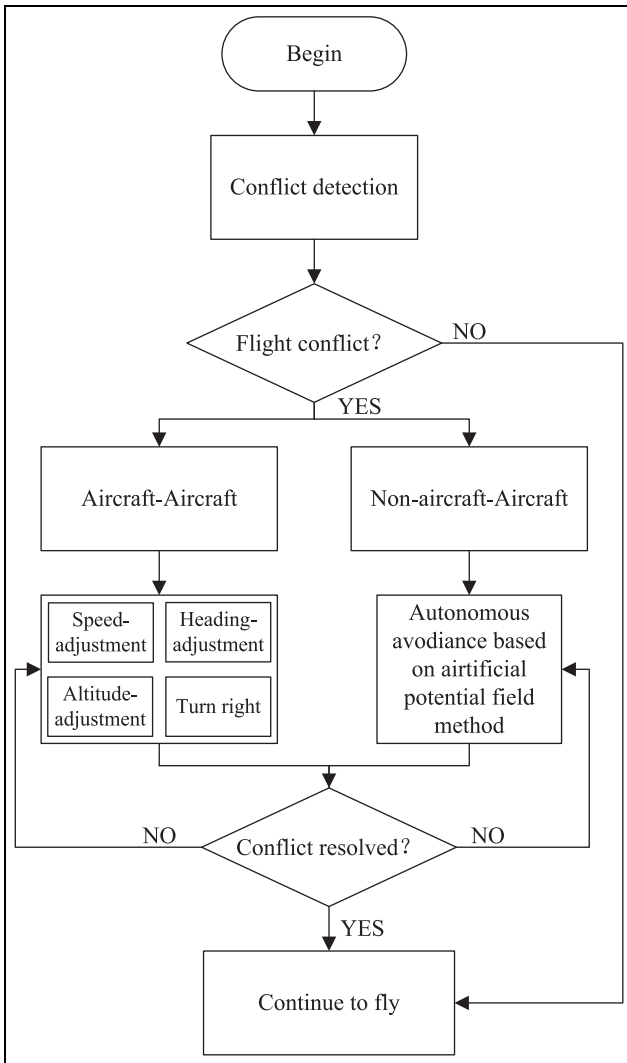 Begin
Conflict detection
Flight conflict?
NO
YES
Aircraft-Aircraft
Non-aircraft-Aircraft
Speed-
adjustment
Heading-
adjustment
Altitude-
adjustment
Turn right
Autonomous
avodiance based
on airtificial
potential field
method
NO
Conflict resolved?
NO
YES
Continue to fly